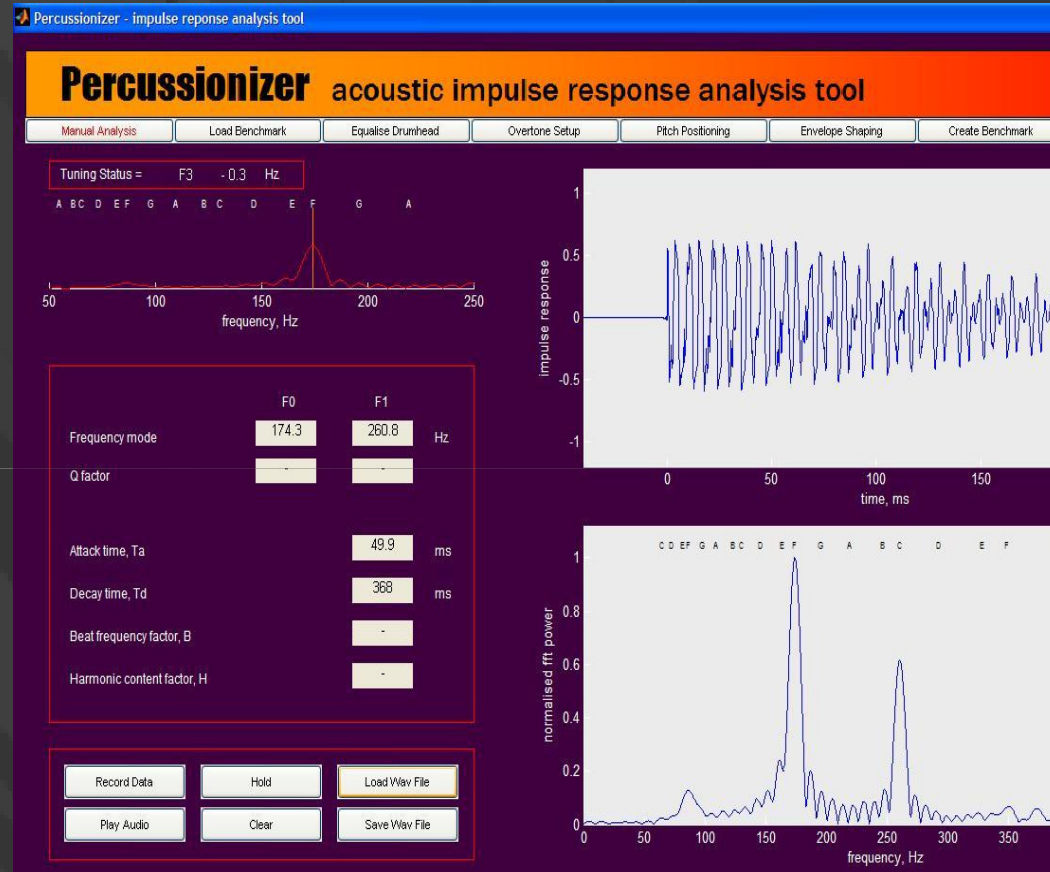 Percussionizer - impulse reponse analysis tool
Percussionizer acoustic impulse response analysis tool
Manual Analysis Load Benchmark Equalise Drumhead Overtone Setup Pitch Positioning Envelope Shaping Create Benchmark
Tuning Status = F3 - 0.3 Hz
A B C D E F G A B C D E F G A
50 100 150 200 250
frequency, Hz
F0 F1
Frequency mode 174.3 260.8 Hz
Q factor - -
Attack time, Ta 49.9 ms
Decay time, Td 368 ms
Beat frequency factor, B -
Harmonic content factor, H -
Record Data Hold Load Wav File
Play Audio Clear Save Wav File
1
0.5
0
-0.5
-1
impulse response
0 50 100 150
time, ms
C D E F G A B C D E F G A B C D E F
1
0.8
0.6
0.4
0.2
0
normalised fft power
0 50 100 150 200 250 300 350
frequency, Hz